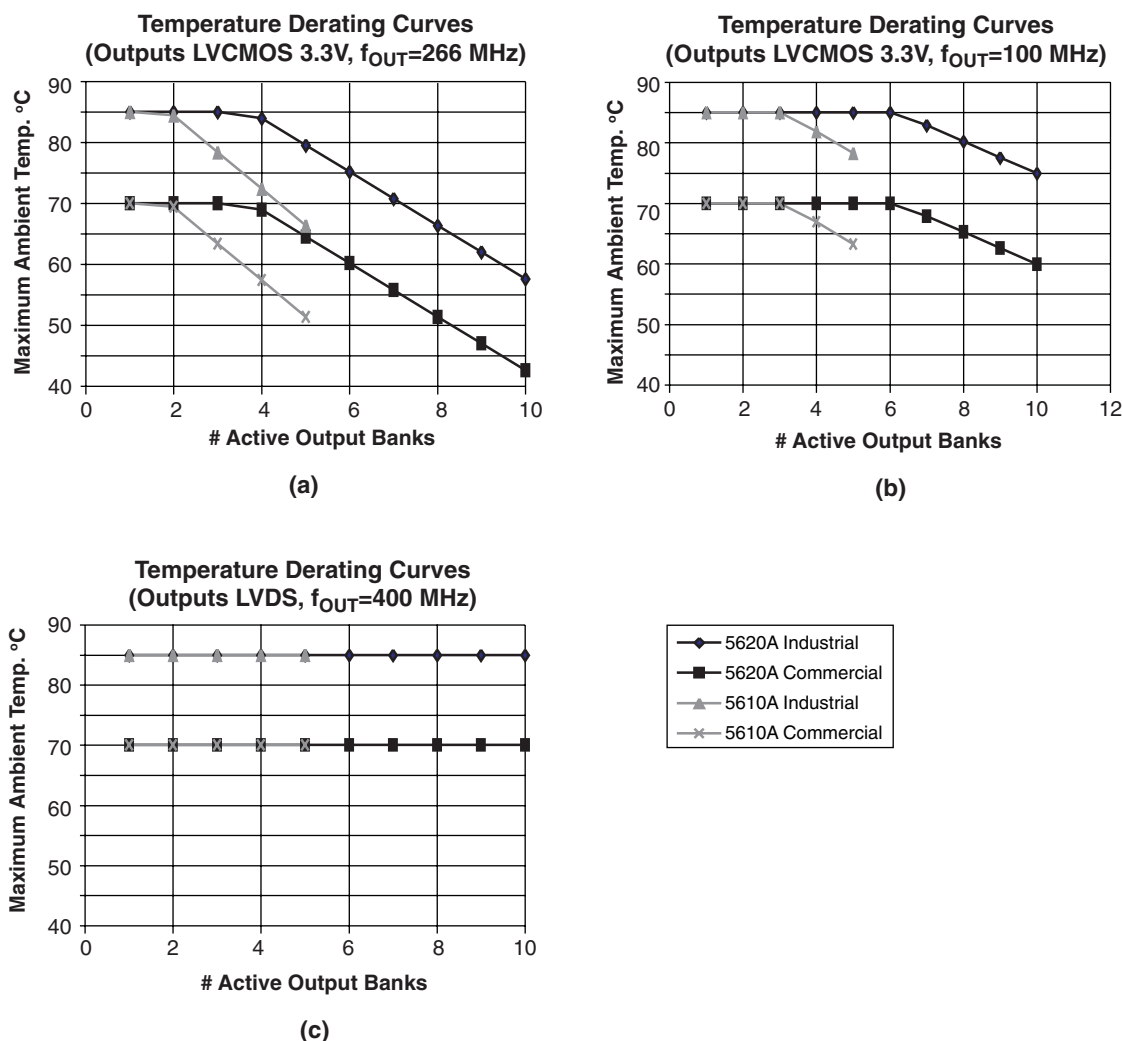 Temperature Derating Curves
(Outputs LVCMOS 3.3V, fOUT=266 MHz)
Maximum Ambient Temp. °C
90
80
70
60
50
40
0 2 4 6 8 10
# Active Output Banks
(a)
Temperature Derating Curves
(Outputs LVCMOS 3.3V, fOUT=100 MHz)
Maximum Ambient Temp. °C
90
80
70
60
50
40
0 2 4 6 8 10 12
# Active Output Banks
(b)
Temperature Derating Curves
(Outputs LVDS, fOUT=400 MHz)
Maximum Ambient Temp. °C
90
80
70
60
50
40
0 2 4 6 8 10
# Active Output Banks
(c)
5620A Industrial
5620A Commercial
5610A Industrial
5610A Commercial